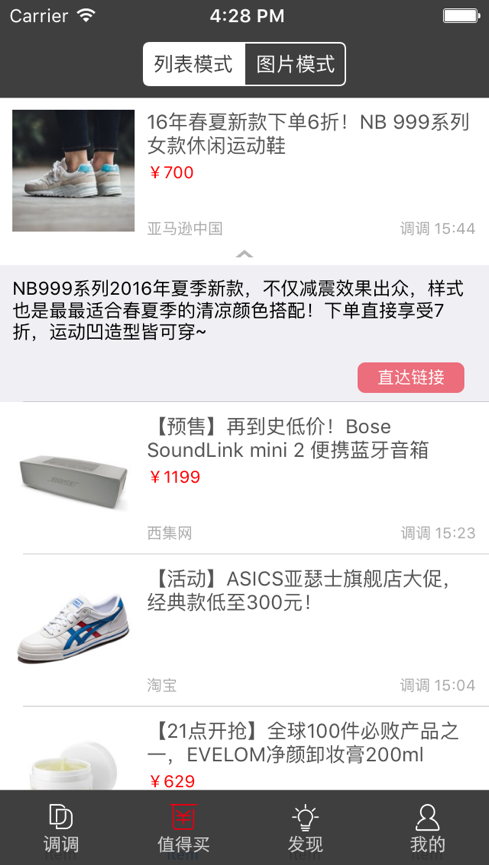 Carrier 4:28 PM
列表模式 图片模式
16年春夏新款下单6折！NB 999系列
女款休闲运动鞋
￥700
亚马逊中国 调调 15:44
NB999系列2016年夏季新款，不仅减震效果出众，样式
也是最最适合春夏季的清凉颜色搭配！下单直接享受7
折，运动凹造型皆可穿~
直达链接
【预售】再到史低价！Bose
SoundLink mini 2 便携蓝牙音箱
￥1199
西集网 调调 15:23
【活动】ASICS亚瑟士旗舰店大促，
经典款低至300元！
淘宝 调调 15:04
【21点开抢】全球100件必败产品之
一，EVELOM净颜卸妆膏200ml
￥629
调调 值得买 发现 我的
Item Item Item Item